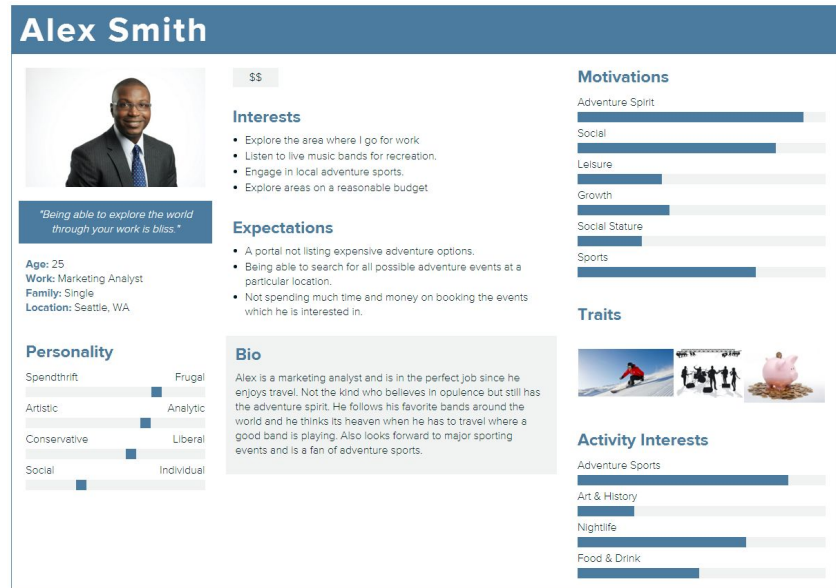 Alex Smith
"Being able to explore the world
through your work is bliss."
Age: 25
Work: Marketing Analyst
Family: Single
Location: Seattle, WA
Personality
Spendthrift Frugal
Artistic Analytic
Conservative Liberal
Social Individual
$$
Interests
Explore the area where I go for work
Listen to live music bands for recreation.
Engage in local adventure sports.
Explore areas on a reasonable budget
Expectations
A portal not listing expensive adventure options.
Being able to search for all possible adventure events at a
particular location.
Not spending much time and money on booking the events
which he is interested in.
Bio
Alex is a marketing analyst and is in the perfect job since he
enjoys travel. Not the kind who believes in opulence but still has
the adventure spirit. He follows his favorite bands around the
world and he thinks its heaven when he has to travel where a
good band is playing. Also looks forward to major sporting
events and is a fan of adventure sports.
Motivations
Adventure Spirit
Social
Leisure
Growth
Social Stature
Sports
Traits
Activity Interests
Adventure Sports
Art & History
Nightlife
Food & Drink